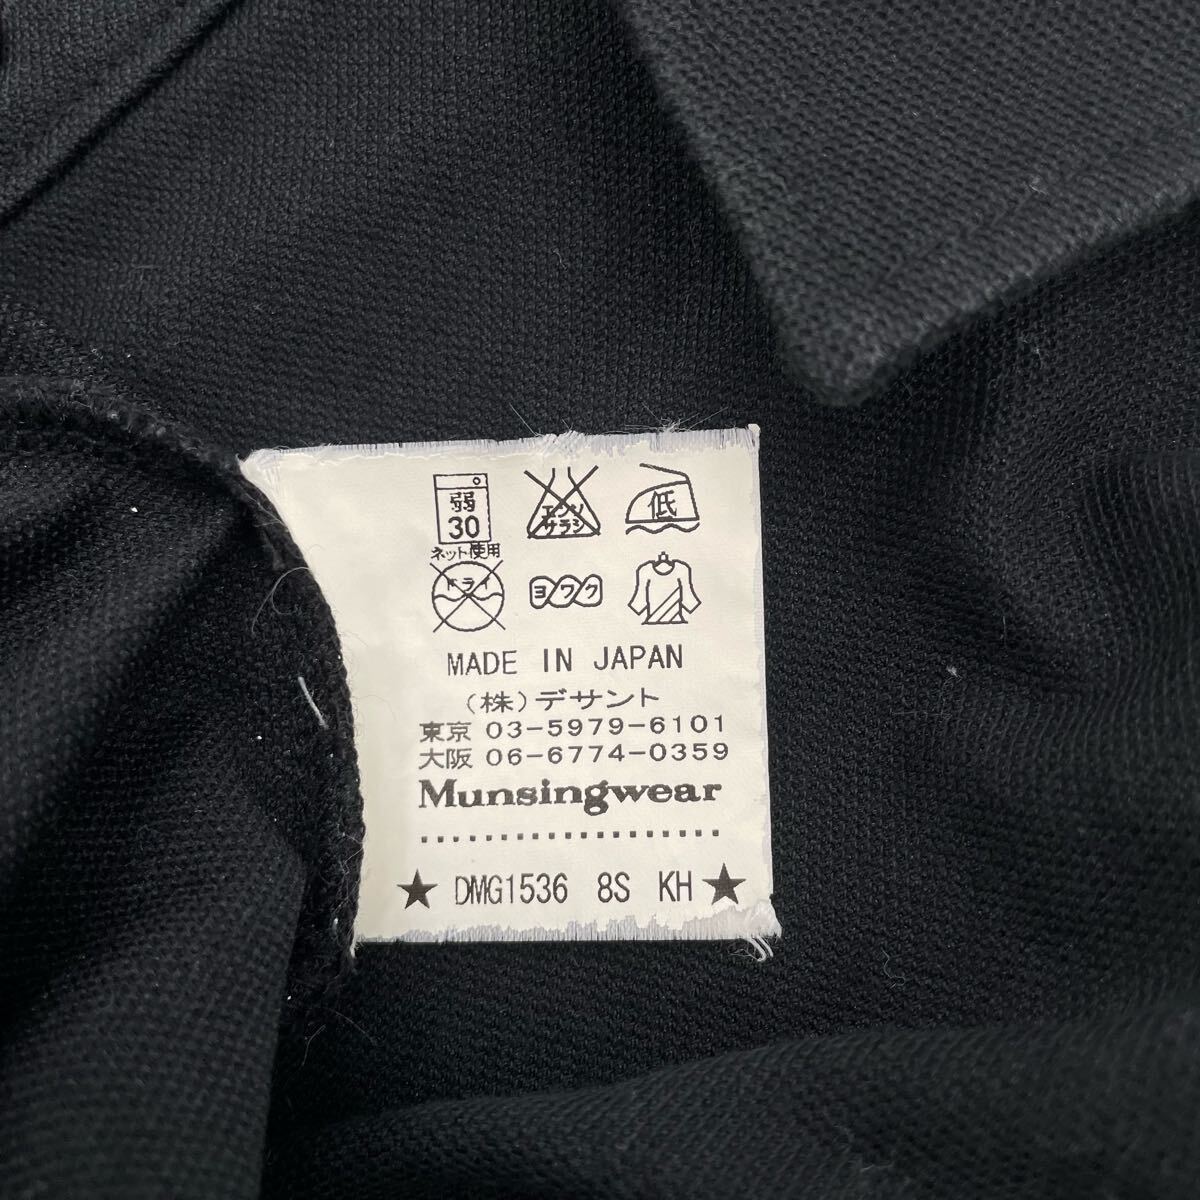 弱 エンソ 低
30 サラシ
ネット使用
ドライ ヨワク
MADE IN JAPAN
(株)デサント
東京 03-5979-6101
大阪 06-6774-0359
Munsingwear
★ DMG1536 8S KH ★